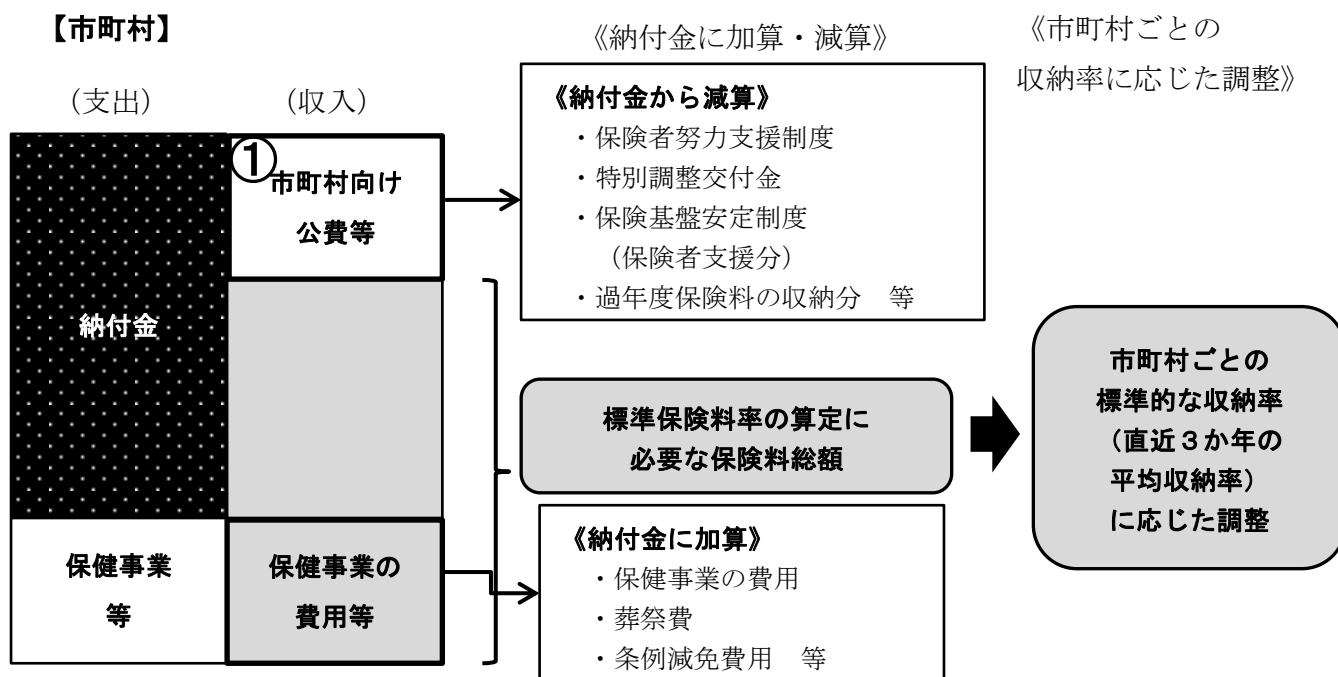 【市町村】
《納付金に加算・減算》
《市町村ごとの
収納率に応じた調整》
（支出）
（収入）
①
市町村向け
公費等
納付金
保健事業
等
保健事業の
費用等
《納付金から減算》
・保険者努力支援制度
・特別調整交付金
・保険基盤安定制度
（保険者支援分）
・過年度保険料の収納分　等
標準保険料率の算定に
必要な保険料総額
《納付金に加算》
・保健事業の費用
・葬祭費
・条例減免費用　等
市町村ごとの
標準的な収納率
（直近３か年の
平均収納率）
に応じた調整